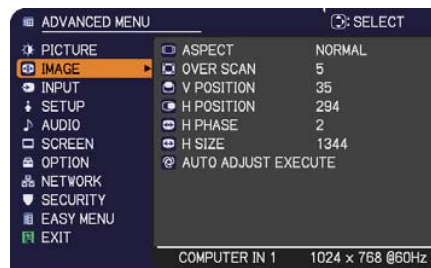 ADVANCED MENU : SELECT
PICTURE
IMAGE
INPUT
SETUP
AUDIO
SCREEN
OPTION
NETWORK
SECURITY
EASY MENU
EXIT
ASPECT NORMAL
OVER SCAN 5
V POSITION 35
H POSITION 294
H PHASE 2
H SIZE 1344
AUTO ADJUST EXECUTE
COMPUTER IN 1 1024 x 768 @60Hz